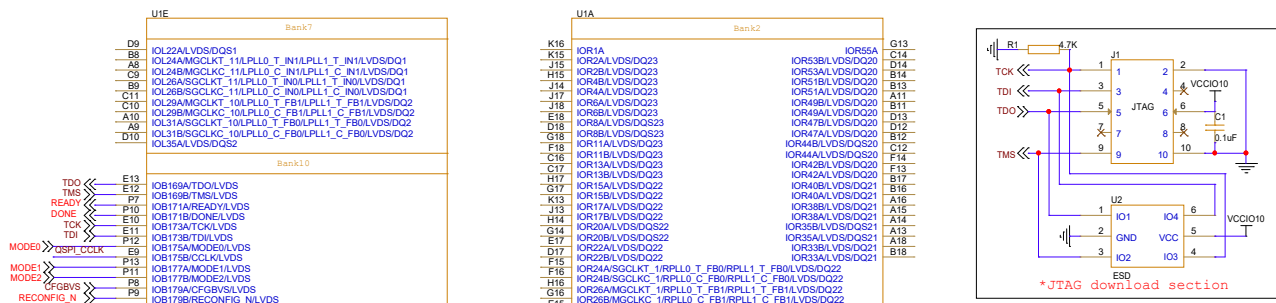 U1E
Bank7
D9 IOL22A/LVDS/DQS1
B8 IOL24A/MGCLKT_11/LPLL0_T_IN1/LPLL1_T_IN1/LVDS/DQ1
A8 IOL24B/MGCLKC_11/LPLL0_C_IN1/LPLL1_C_IN1/LVDS/DQ1
C9 IOL26A/SGCLKT_11/LPLL0_T_IN0/LPLL1_T_IN0/LVDS/DQ1
B9 IOL26B/SGCLKC_11/LPLL0_C_IN0/LPLL1_C_IN0/LVDS/DQ1
C11 IOL29A/MGCLKT_10/LPLL0_T_FB1/LPLL1_T_FB1/LVDS/DQ2
C10 IOL29B/MGCLKC_10/LPLL0_C_FB1/LPLL1_C_FB1/LVDS/DQ2
A10 IOL31A/SGCLKT_10/LPLL0_T_FB0/LPLL1_T_FB0/LVDS/DQ2
A9 IOL31B/SGCLKC_10/LPLL0_C_FB0/LPLL1_C_FB0/LVDS/DQ2
D10 IOL35A/LVDS/DQS2
Bank10
TDO E13 IOB169A/TDO/LVDS
TMS E12 IOB169B/TMS/LVDS
READY P7 IOB171A/READY/LVDS
DONE P10 IOB171B/DONE/LVDS
TCK E10 IOB173A/TCK/LVDS
TDI E11 IOB173B/TDI/LVDS
MODE0 P12 IOB175A/MODE0/LVDS
QSPI_CCLK E9 IOB175B/CCLK/LVDS
MODE1 P13 IOB177A/MODE1/LVDS
MODE2 P11 IOB177B/MODE2/LVDS
CFGBVS P8 IOB179A/CFGBVS/LVDS
RECONFIG_N P9 IOB179B/RECONFIG_N/LVDS
U1A
Bank2
K16 IOR1A IOR55A G13
K15 IOR2A/LVDS/DQ23 IOR53B/LVDS/DQ20 C14
J15 IOR2B/LVDS/DQ23 IOR53A/LVDS/DQ20 D14
H15 IOR4B/LVDS/DQ23 IOR51B/LVDS/DQ20 B14
J14 IOR4A/LVDS/DQ23 IOR51A/LVDS/DQ20 B13
J17 IOR6A/LVDS/DQ23 IOR49B/LVDS/DQ20 A11
J18 IOR6B/LVDS/DQ23 IOR49A/LVDS/DQ20 B11
E18 IOR8A/LVDS/DQS23 IOR47B/LVDS/DQ20 D13
D18 IOR8B/LVDS/DQS23 IOR47A/LVDS/DQ20 D12
G18 IOR11A/LVDS/DQ23 IOR44B/LVDS/DQS20 B12
F18 IOR11B/LVDS/DQ23 IOR44A/LVDS/DQS20 C12
C16 IOR13A/LVDS/DQ23 IOR42B/LVDS/DQ20 F14
C17 IOR13B/LVDS/DQ23 IOR42A/LVDS/DQ20 F13
H17 IOR15A/LVDS/DQ22 IOR40B/LVDS/DQ21 B17
G17 IOR15B/LVDS/DQ22 IOR40A/LVDS/DQ21 B16
K13 IOR17A/LVDS/DQ22 IOR38B/LVDS/DQ21 A16
J13 IOR17B/LVDS/DQ22 IOR38A/LVDS/DQ21 A15
H14 IOR20A/LVDS/DQS22 IOR35B/LVDS/DQS21 A14
G14 IOR20B/LVDS/DQS22 IOR35A/LVDS/DQS21 A13
E17 IOR22A/LVDS/DQ22 IOR33B/LVDS/DQ21 A18
D17 IOR22B/LVDS/DQ22 IOR33A/LVDS/DQ21 B18
F15 IOR24A/SGCLKT_1/RPLL0_T_FB0/RPLL1_T_FB0/LVDS/DQ22
F16 IOR24B/SGCLKC_1/RPLL0_C_FB0/RPLL1_C_FB0/LVDS/DQ22
H16 IOR26A/MGCLKT_1/RPLL0_T_FB1/RPLL1_T_FB1/LVDS/DQ22
G16 IOR26B/MGCLKC_1/RPLL0_C_FB1/RPLL1_C_FB1/LVDS/DQ22
R1 4.7K
J1
TCK 1 1 2 2
TDI 3 3 4 4 VCCIO10
TDO 5 5 JTAG 6 6
7 7 8 8 C1
0.1uF
TMS 9 9 10 10
U2
1 IO1 IO4 6
VCCIO10
2 GND VCC 5
3 IO2 IO3 4
ESD
*JTAG download section